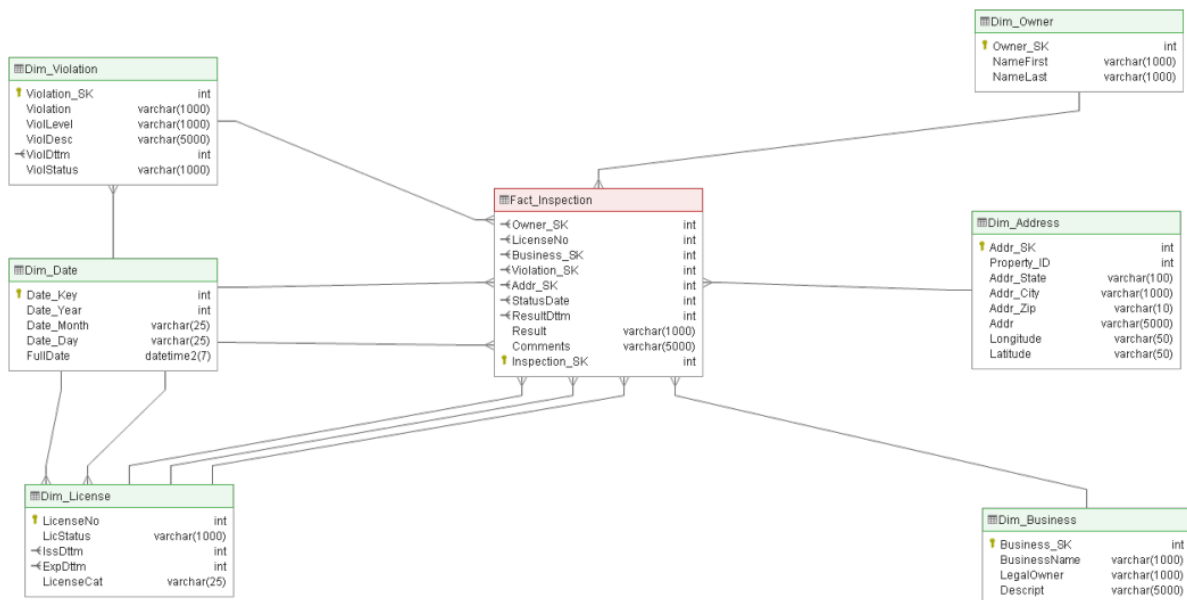 Dim_Owner
Owner_SK int
NameFirst varchar(1000)
NameLast varchar(1000)
Dim_Violation
Violation_SK int
Violation varchar(1000)
ViolLevel varchar(1000)
ViolDesc varchar(5000)
ViolDttm int
ViolStatus varchar(1000)
Fact_Inspection
Owner_SK int
LicenseNo int
Business_SK int
Violation_SK int
Addr_SK int
StatusDate int
ResultDttm int
Result varchar(1000)
Comments varchar(5000)
Inspection_SK int
Dim_Address
Addr_SK int
Property_ID int
Addr_State varchar(100)
Addr_City varchar(1000)
Addr_Zip varchar(10)
Addr varchar(5000)
Longitude varchar(50)
Latitude varchar(50)
Dim_Date
Date_Key int
Date_Year int
Date_Month varchar(25)
Date_Day varchar(25)
FullDate datetime2(7)
Dim_License
LicenseNo int
LicStatus varchar(1000)
IssDttm int
ExpDttm int
LicenseCat varchar(25)
Dim_Business
Business_SK int
BusinessName varchar(1000)
LegalOwner varchar(1000)
Descript varchar(5000)